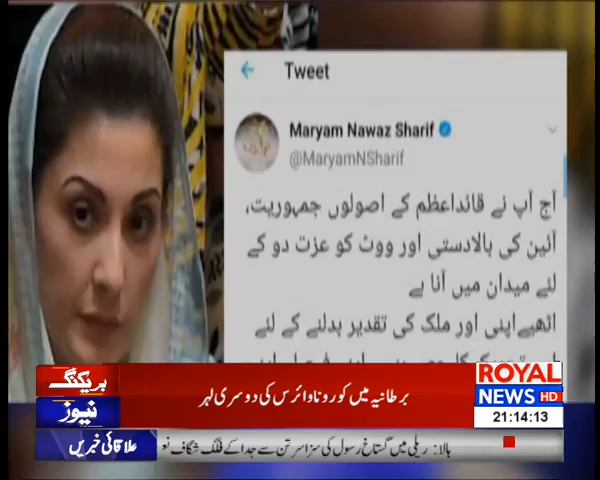 Tweet
Maryam Nawaz Sharif
@MaryamNSharif
آج آپ نے قائداعظم کے اصولوں جمہوریت،
آئین کی بالادستی اور ووٹ کو عزت دو کے
لئے میدان میں آنا ہے
اٹھیے اپنی اور ملک کی تقدیر بدلنے کے لئے
بریکنگ
نیوز
برطانیہ میں کورونا وائرس کی دوسری لہر
ROYAL
NEWS HD
21:14:13
علاقائی خبریں
بالا: ریلی میں گستاخ رسول کی سزا سر تن سے جدا کے فلک شگاف نعو